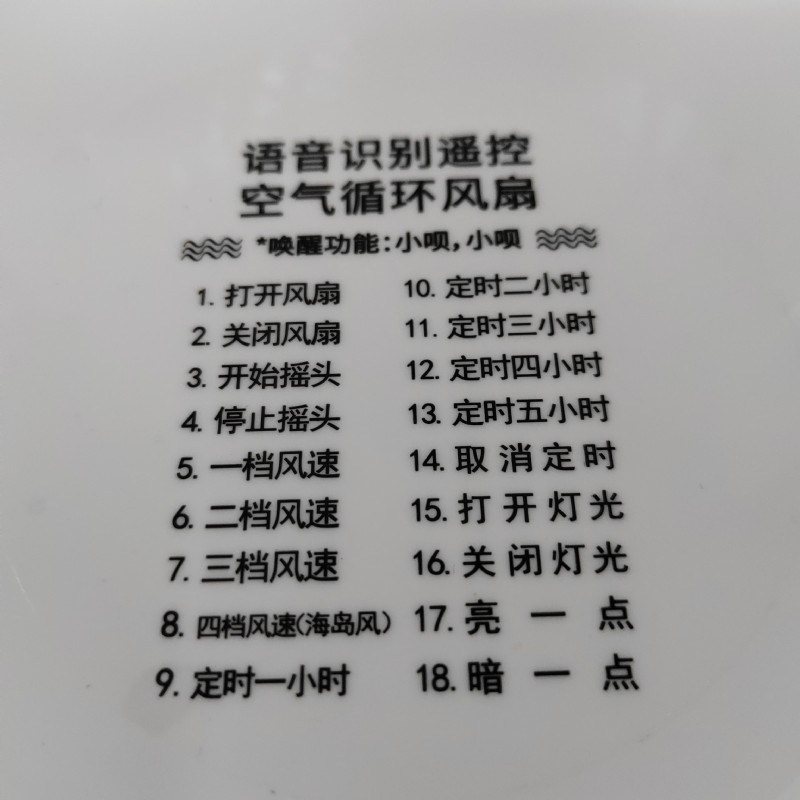 语音识别遥控
空气循环风扇
*唤醒功能:小呗,小呗
1. 打开风扇
2. 关闭风扇
3. 开始摇头
4. 停止摇头
5. 一档风速
6. 二档风速
7. 三档风速
8. 四档风速(海岛风)
9. 定时一小时
10. 定时二小时
11. 定时三小时
12. 定时四小时
13. 定时五小时
14. 取消定时
15. 打开灯光
16. 关闭灯光
17. 亮一点
18. 暗一点